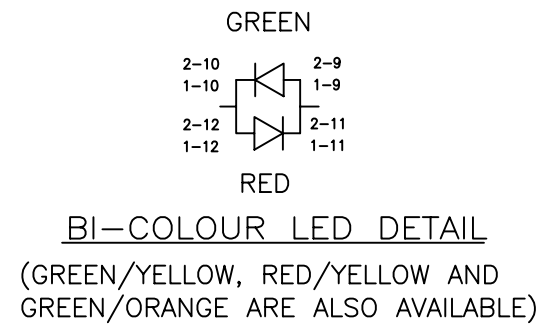 GREEN
2-10 2-9
1-10 1-9
2-12 2-11
1-12 1-11
RED
BI-COLOUR LED DETAIL
(GREEN/YELLOW, RED/YELLOW AND
GREEN/ORANGE ARE ALSO AVAILABLE)